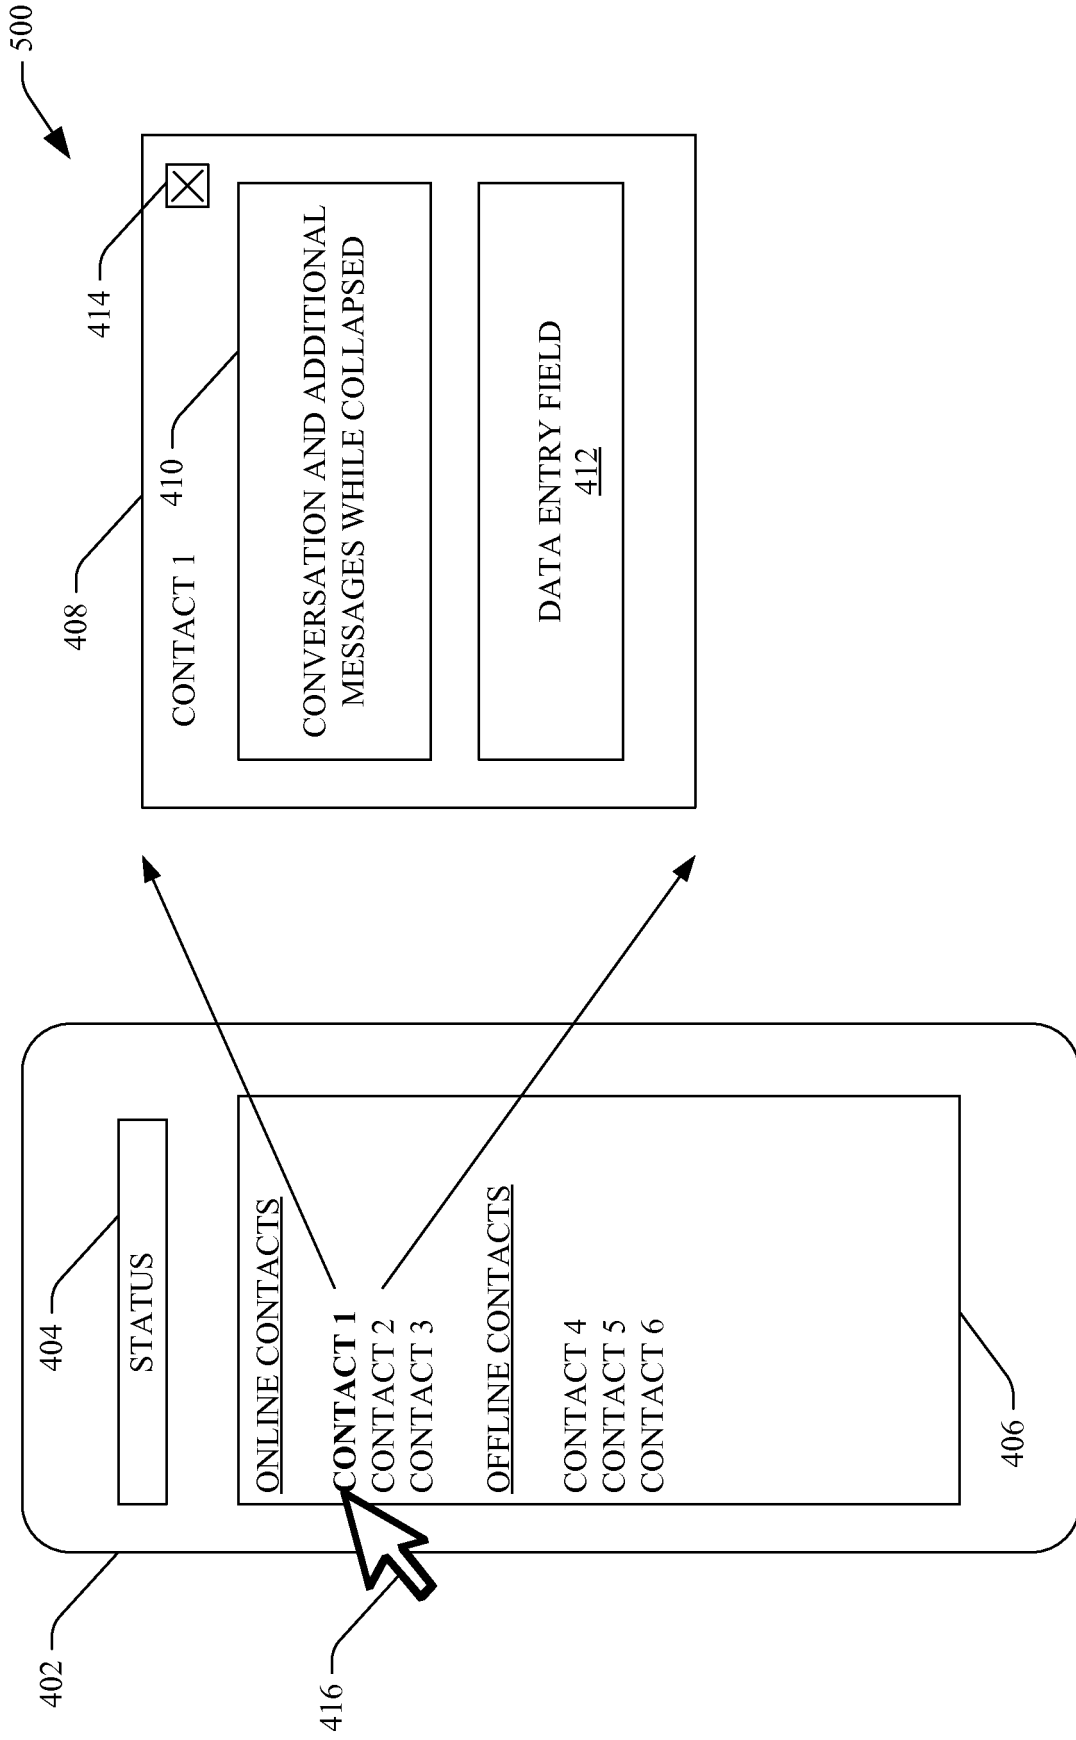 500
402
404
STATUS
ONLINE CONTACTS
CONTACT 1
CONTACT 2
CONTACT 3
OFFLINE CONTACTS
CONTACT 4
CONTACT 5
CONTACT 6
416
406
408
414
CONTACT 1
410
CONVERSATION AND ADDITIONAL
MESSAGES WHILE COLLAPSED
DATA ENTRY FIELD
412